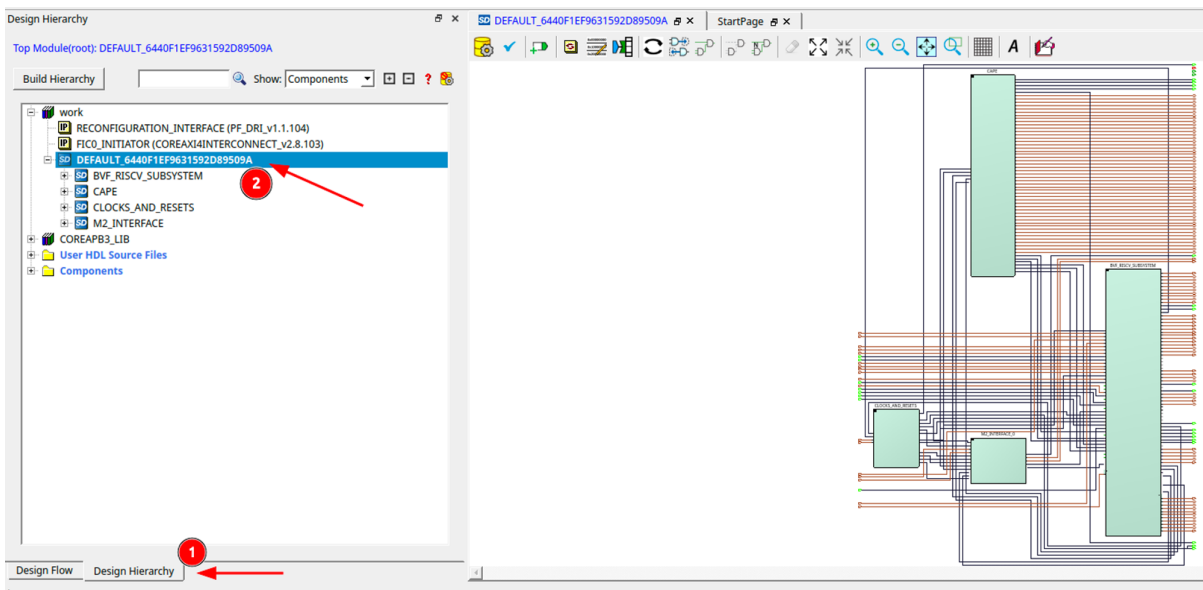 Design Hierarchy
Top Module(root): DEFAULT_6440F1EF9631592D89509A
Build Hierarchy
Show: Components
work
RECONFIGURATION_INTERFACE (PF_DRI_v1.1.104)
FIC0_INITIATOR (COREAXI4INTERCONNECT_v2.8.103)
DEFAULT_6440F1EF9631592D89509A
BVF_RISCV_SUBSYSTEM
CAPE
CLOCKS_AND_RESETS
M2_INTERFACE
COREAPB3_LIB
User HDL Source Files
Components
2
1
Design Flow
Design Hierarchy
DEFAULT_6440F1EF9631592D89509A
StartPage
CAPE
BVF_RISCV_SUBSYSTEM
CLOCKS_AND_RESETS
M2_INTERFACE_0